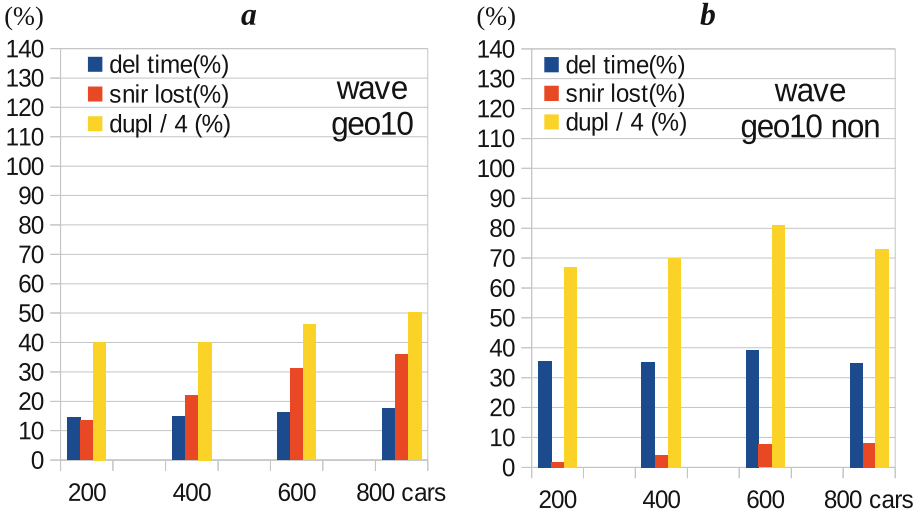 (%)
a
140
130
120
110
100
90
80
70
60
50
40
30
20
10
0
del time(%)
snir lost(%)
dupl / 4 (%)
wave
geo10
200 400 600 800 cars
(%)
b
140
130
120
110
100
90
80
70
60
50
40
30
20
10
0
del time(%)
snir lost(%)
dupl / 4 (%)
wave
geo10 non
200 400 600 800 cars